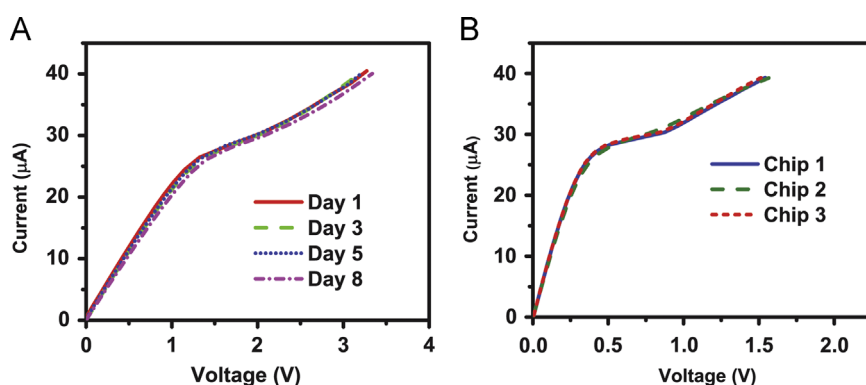 A
Current (μA)
40
30
20
10
0
0 1 2 3 4
Voltage (V)
Day 1
Day 3
Day 5
Day 8
B
Current (μA)
40
30
20
10
0
0.0 0.5 1.0 1.5 2.0
Voltage (V)
Chip 1
Chip 2
Chip 3